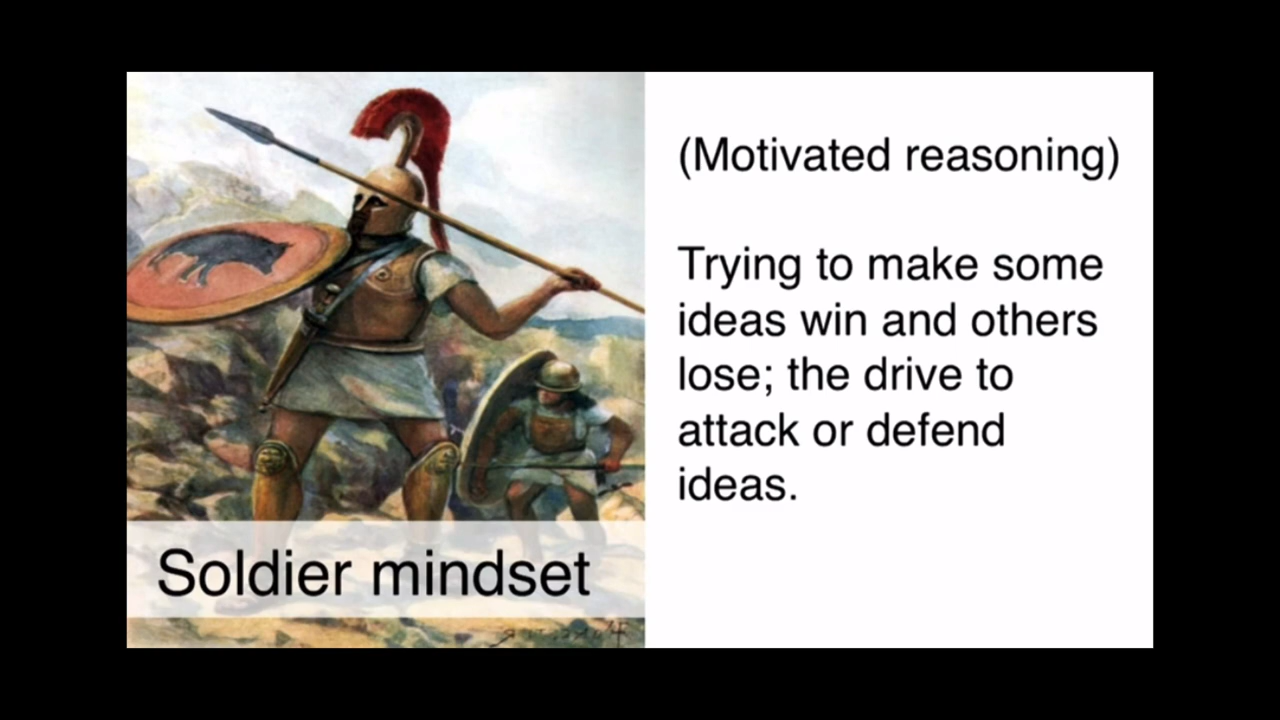 (Motivated reasoning)
Trying to make some
ideas win and others
lose; the drive to
attack or defend
ideas.
Soldier mindset